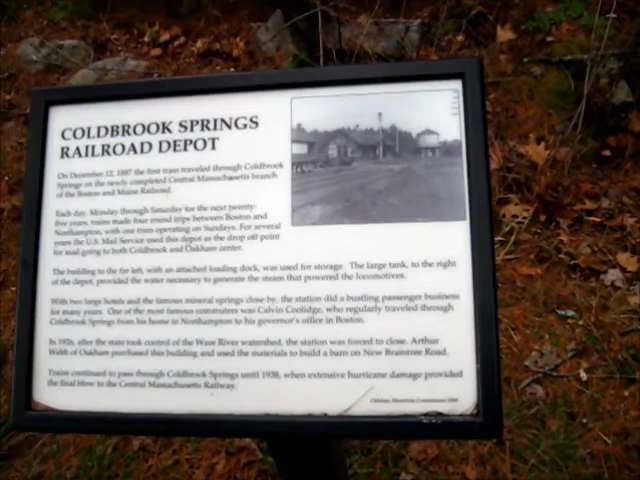 COLDBROOK SPRINGS
RAILROAD DEPOT
On December 12, 1887 the first train traveled through Coldbrook
Springs on the newly completed Central Massachusetts branch
of the Boston and Maine Railroad.
Each day, Monday through Saturday for the next twenty-
five years, trains made four round trips between Boston and
Northampton, with one train operating on Sundays. For several
years the U.S. Mail Service used this depot as the drop off point
for mail going to both Coldbrook and Oakham center.
The building to the far left, with an attached loading dock, was used for storage. The large tank, to the right
of the depot, provided the water necessary to generate the steam that powered the locomotives.
With two large hotels and the famous mineral springs close by, the station did a bustling passenger business
for many years. One of the most famous commuters was Calvin Coolidge, who regularly traveled through
Coldbrook Springs from his home in Northampton to his governor's office in Boston.
In 1926, after the state took control of the Ware River watershed, the station was forced to close. Arthur
Webb of Oakham purchased this building and used the materials to build a barn on New Braintree Road.
Trains continued to pass through Coldbrook Springs until 1938, when extensive hurricane damage provided
the final blow to the Central Massachusetts Railway.
Oakham Historical Commission